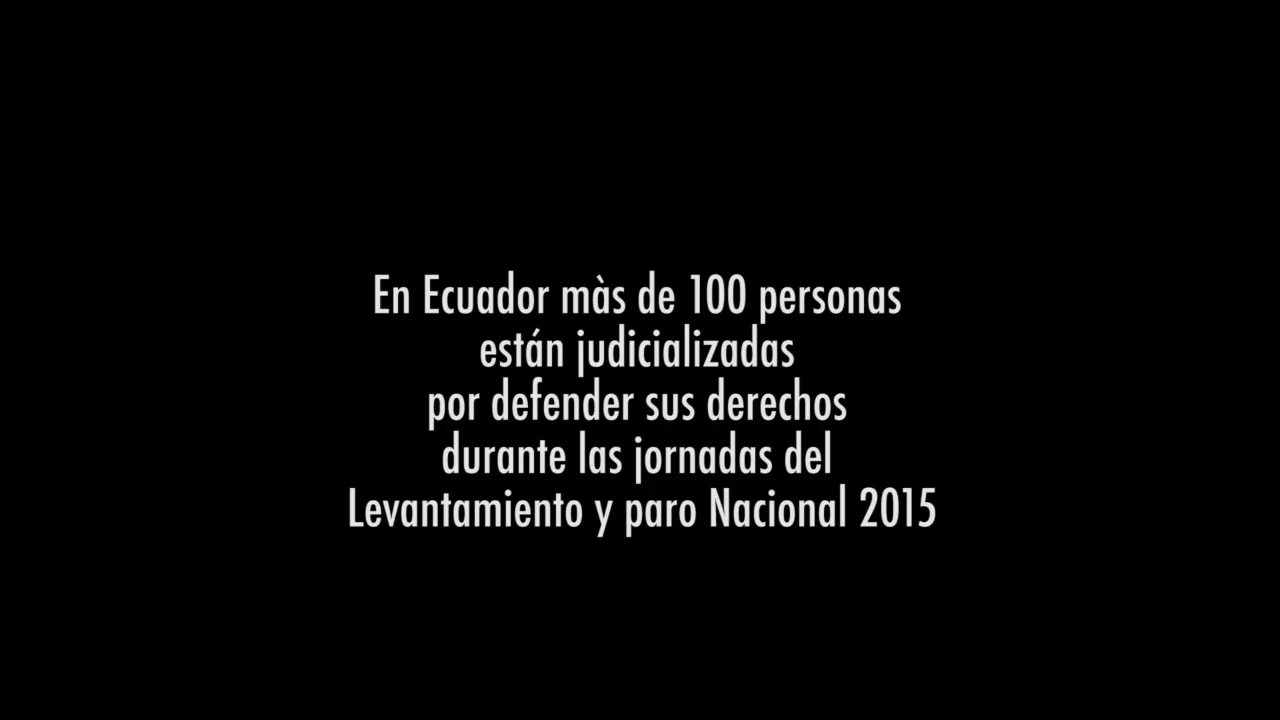 En Ecuador màs de 100 personas
están judicializadas
por defender sus derechos
durante las jornadas del
Levantamiento y paro Nacional 2015